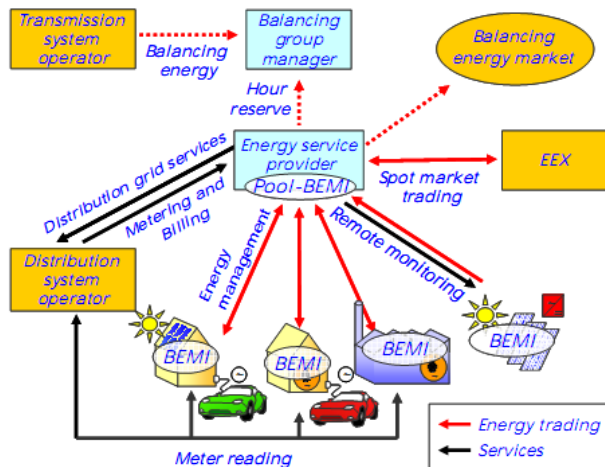 Transmission
system operator
Balancing
energy
Balancing
group
manager
Balancing
energy market
Hour
reserve
Energy service
provider
Pool-BEMI
EEX
Spot market
trading
Distribution grid services
Metering and
Billing
Distribution
system
operator
Energy
management
Remote monitoring
BEMI
BEMI
BEMI
BEMI
Meter reading
Energy trading
Services